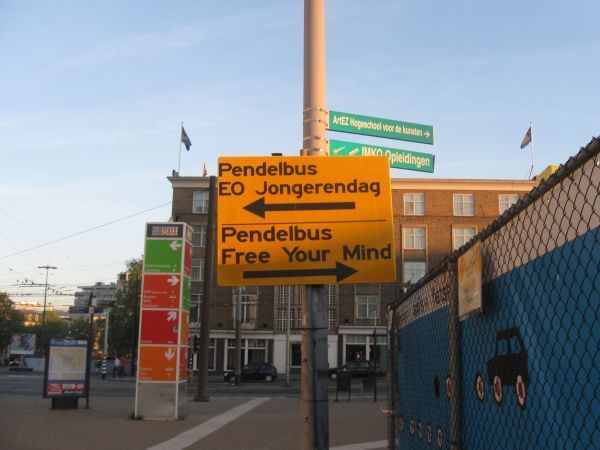 ArtEZ Hogeschool voor de kunsten
IMKO Opleidingen
Pendelbus
EO Jongerendag
Pendelbus
Free Your Mind